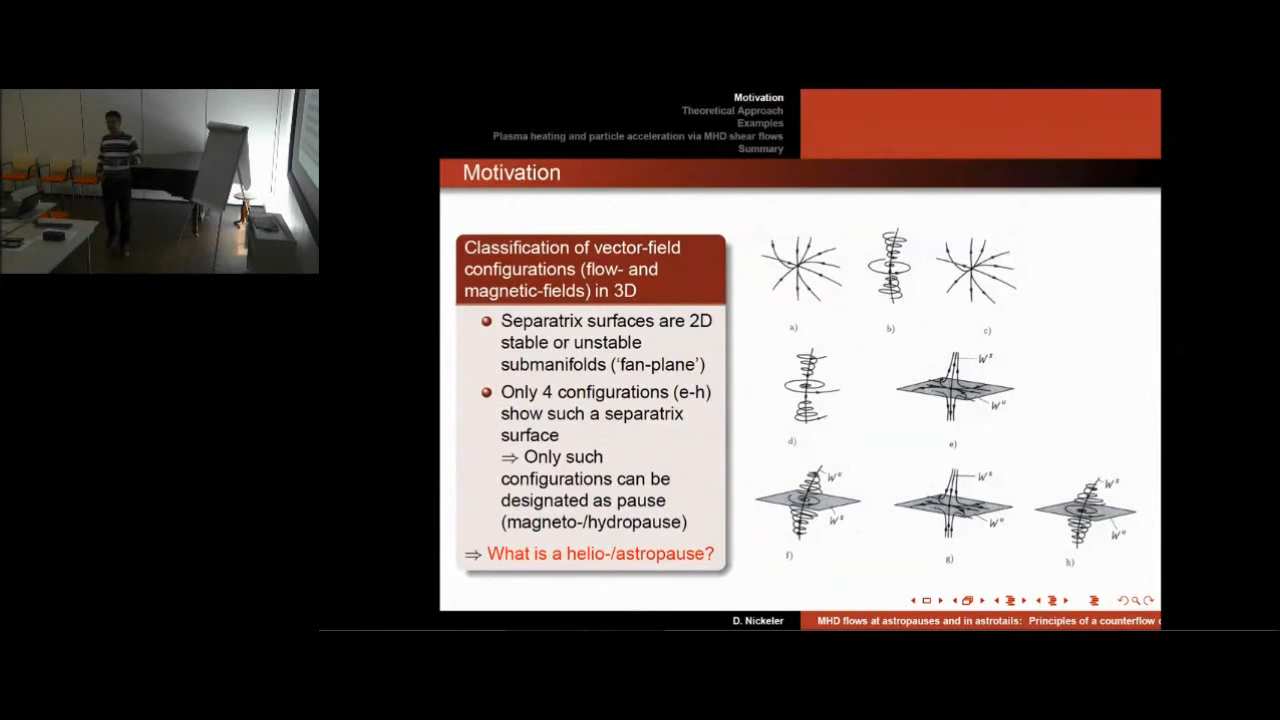 Motivation
Theoretical Approach
Examples
Plasma heating and particle acceleration via MHD shear flows
Summary
Motivation
Classification of vector-field
configurations (flow- and
magnetic-fields) in 3D
Separatrix surfaces are 2D
stable or unstable
submanifolds (‘fan-plane’)
Only 4 configurations (e-h)
show such a separatrix
surface
⇒ Only such
configurations can be
designated as pause
(magneto-/hydropause)
⇒ What is a helio-/astropause?
a)
b)
c)
d)
W^s
W^u
e)
W^u
W^s
f)
W^s
W^u
g)
W^s
W^u
h)
D. Nickeler
MHD flows at astropauses and in astrotails: Principles of a counterflow